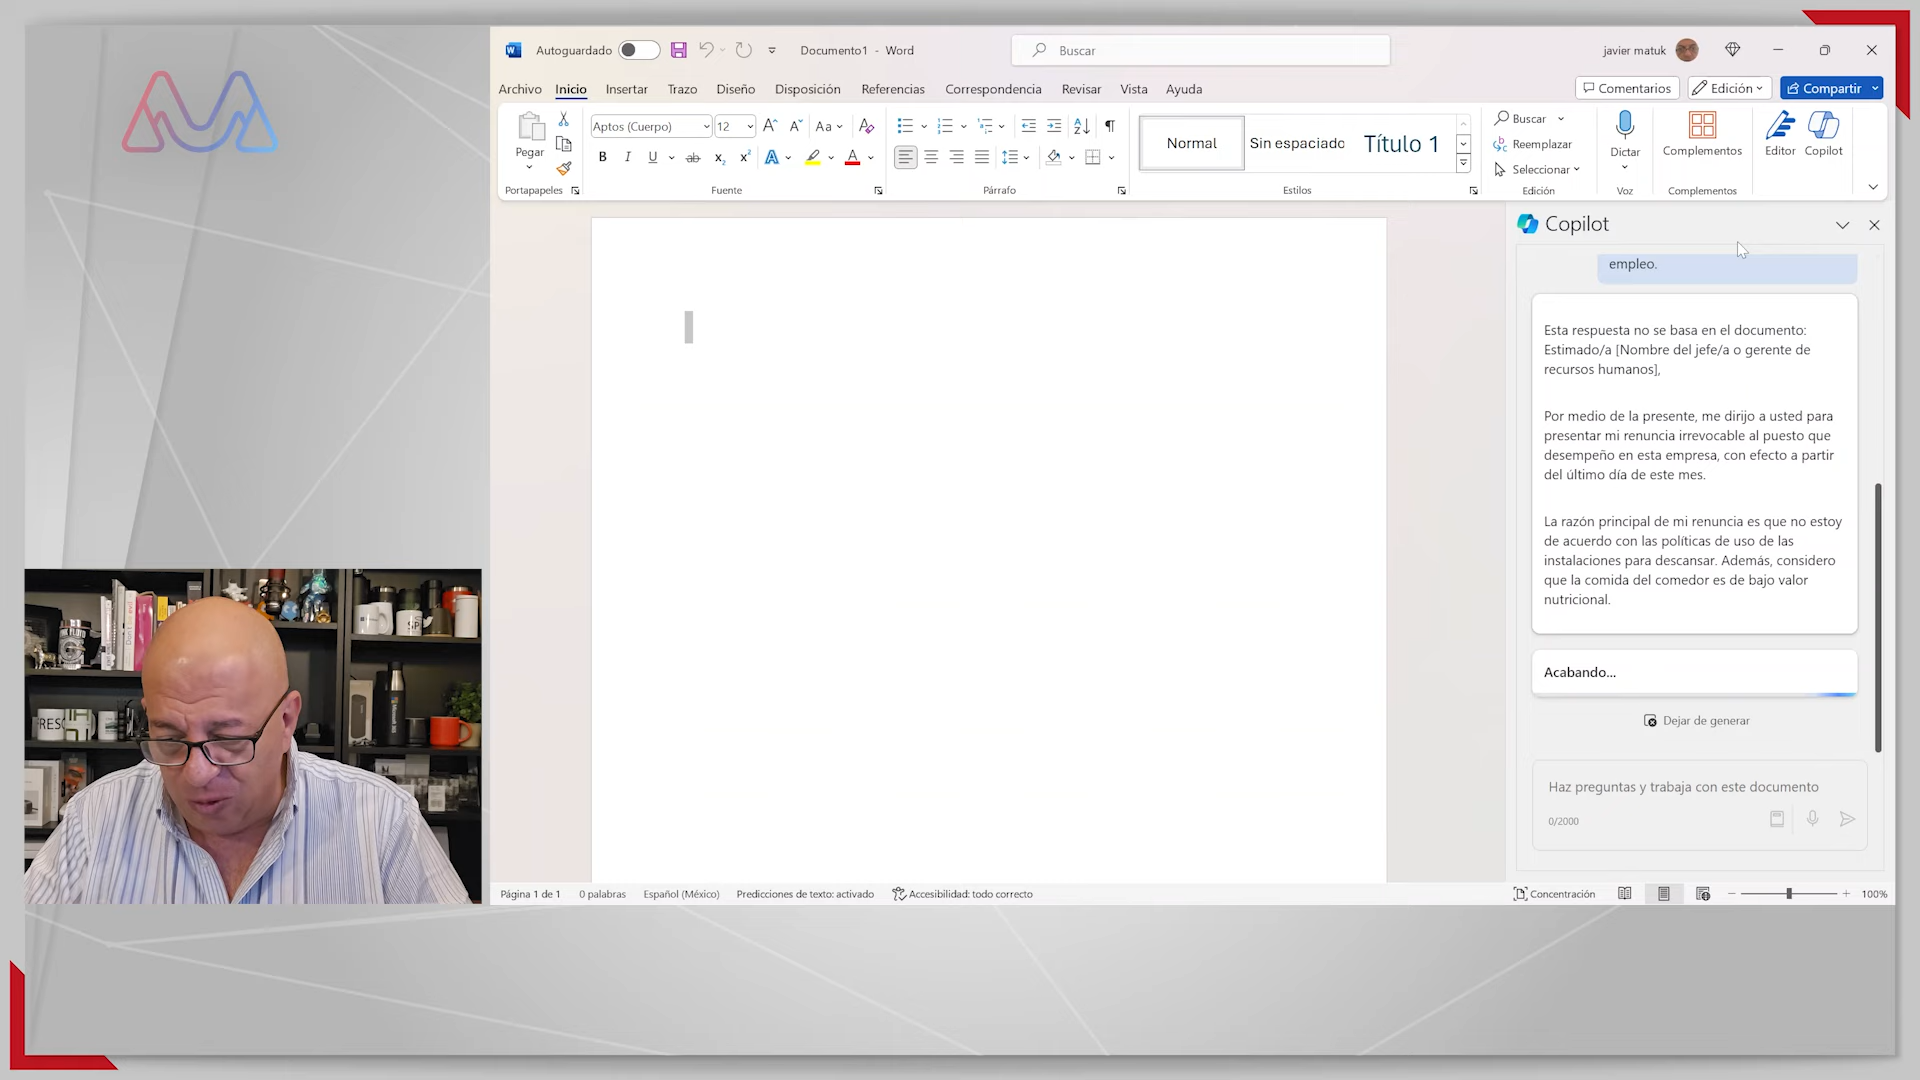 Autoguardado
Documento1 - Word
Buscar
javier matuk
Archivo Inicio Insertar Trazo Diseño Disposición Referencias Correspondencia Revisar Vista Ayuda
Comentarios Edición Compartir
Pegar
Portapapeles
Aptos (Cuerpo) 12
Fuente
Párrafo
Normal Sin espaciado Título 1
Estilos
Buscar
Reemplazar
Seleccionar
Edición
Dictar
Voz
Complementos
Complementos
Editor
Copilot
Copilot
empleo.
Esta respuesta no se basa en el documento:
Estimado/a [Nombre del jefe/a o gerente de
recursos humanos],
Por medio de la presente, me dirijo a usted para
presentar mi renuncia irrevocable al puesto que
desempeño en esta empresa, con efecto a partir
del último día de este mes.
La razón principal de mi renuncia es que no estoy
de acuerdo con las políticas de uso de las
instalaciones para descansar. Además, considero
que la comida del comedor es de bajo valor
nutricional.
Acabando...
Dejar de generar
Haz preguntas y trabaja con este documento
0/2000
Página 1 de 1 0 palabras Español (México) Predicciones de texto: activado Accesibilidad: todo correcto
Concentración 100%